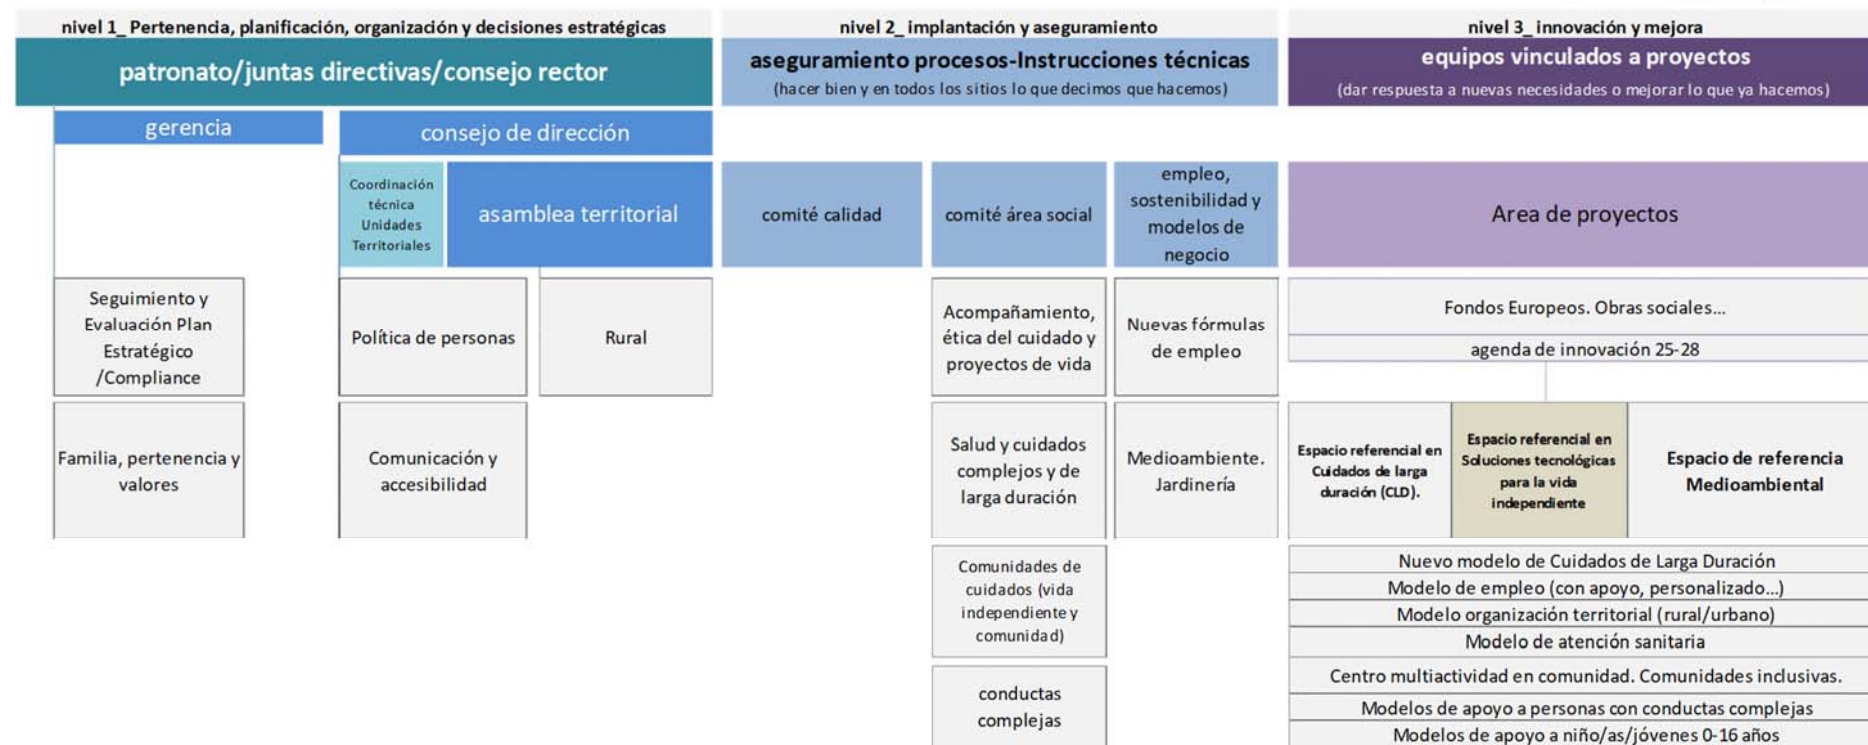 nivel 1_ Pertenencia, planificación, organización y decisiones estratégicas
patronato/juntas directivas/consejo rector
gerencia
consejo de dirección
Coordinación
técnica
Unidades
Territoriales
asamblea territorial
Seguimiento y
Evaluación Plan
Estratégico
/Compliance
Política de personas
Rural
Familia, pertenencia y
valores
Comunicación y
accesibilidad
nivel 2_ implantación y aseguramiento
aseguramiento procesos-Instrucciones técnicas
(hacer bien y en todos los sitios lo que decimos que hacemos)
comité calidad
comité área social
empleo,
sostenibilidad y
modelos de
negocio
Acompañamiento,
ética del cuidado y
proyectos de vida
Nuevas fórmulas
de empleo
Salud y cuidados
complejos y de
larga duración
Medioambiente.
Jardinería
Comunidades de
cuidados (vida
independiente y
comunidad)
conductas
complejas
nivel 3_ innovación y mejora
equipos vinculados a proyectos
(dar respuesta a nuevas necesidades o mejorar lo que ya hacemos)
Area de proyectos
Fondos Europeos. Obras sociales...
agenda de innovación 25-28
Espacio referencial en
Cuidados de larga
duración (CLD).
Espacio referencial en
Soluciones tecnológicas
para la vida
independiente
Espacio de referencia
Medioambiental
Nuevo modelo de Cuidados de Larga Duración
Modelo de empleo (con apoyo, personalizado...)
Modelo organización territorial (rural/urbano)
Modelo de atención sanitaria
Centro multiactividad en comunidad. Comunidades inclusivas.
Modelos de apoyo a personas con conductas complejas
Modelos de apoyo a niño/as/jóvenes 0-16 años